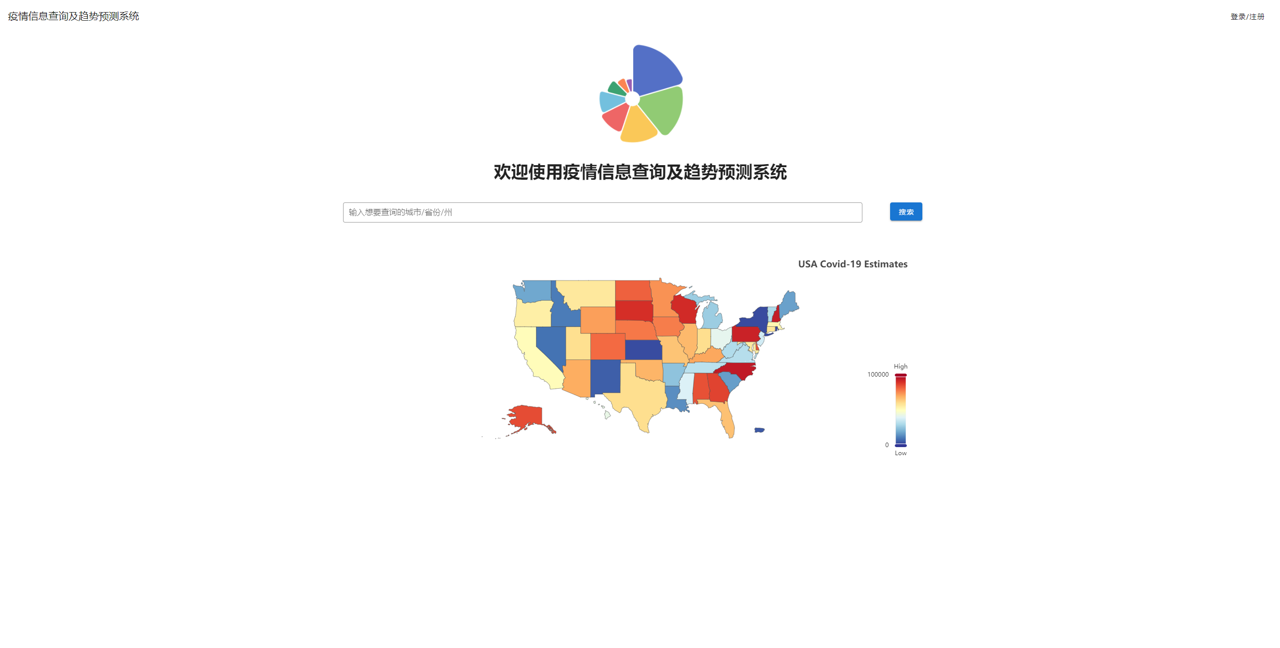 疫情信息查询及趋势预测系统
登录/注册
欢迎使用疫情信息查询及趋势预测系统
输入想要查询的城市/省份/州
搜索
USA Covid-19 Estimates
High
100000
0
Low